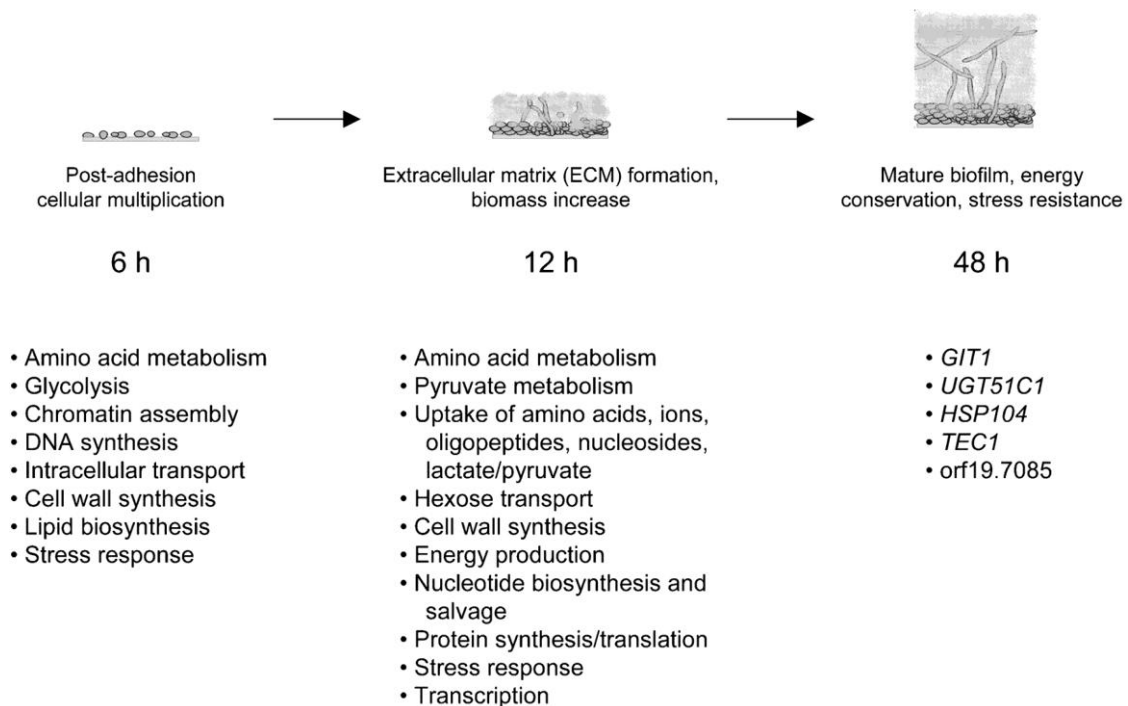 Post-adhesion
cellular multiplication
6 h
• Amino acid metabolism
• Glycolysis
• Chromatin assembly
• DNA synthesis
• Intracellular transport
• Cell wall synthesis
• Lipid biosynthesis
• Stress response
Extracellular matrix (ECM) formation,
biomass increase
12 h
• Amino acid metabolism
• Pyruvate metabolism
• Uptake of amino acids, ions,
oligopeptides, nucleosides,
lactate/pyruvate
• Hexose transport
• Cell wall synthesis
• Energy production
• Nucleotide biosynthesis and
salvage
• Protein synthesis/translation
• Stress response
• Transcription
Mature biofilm, energy
conservation, stress resistance
48 h
• GIT1
• UGT51C1
• HSP104
• TEC1
• orf19.7085